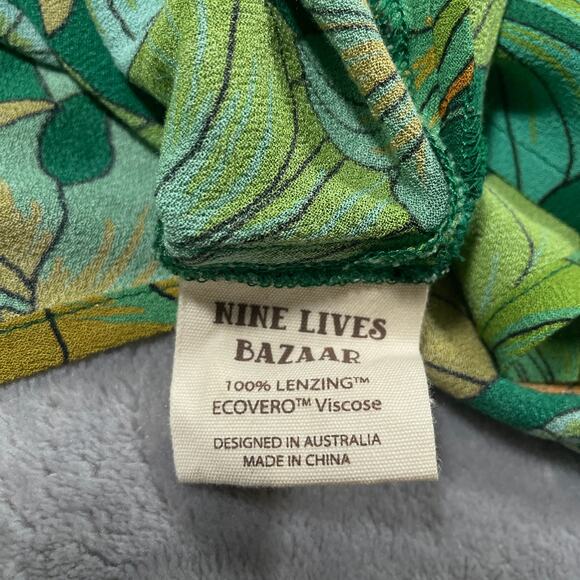 NINE LIVES
BAZAAR
100% LENZING™
ECOVERO™ Viscose
DESIGNED IN AUSTRALIA
MADE IN CHINA